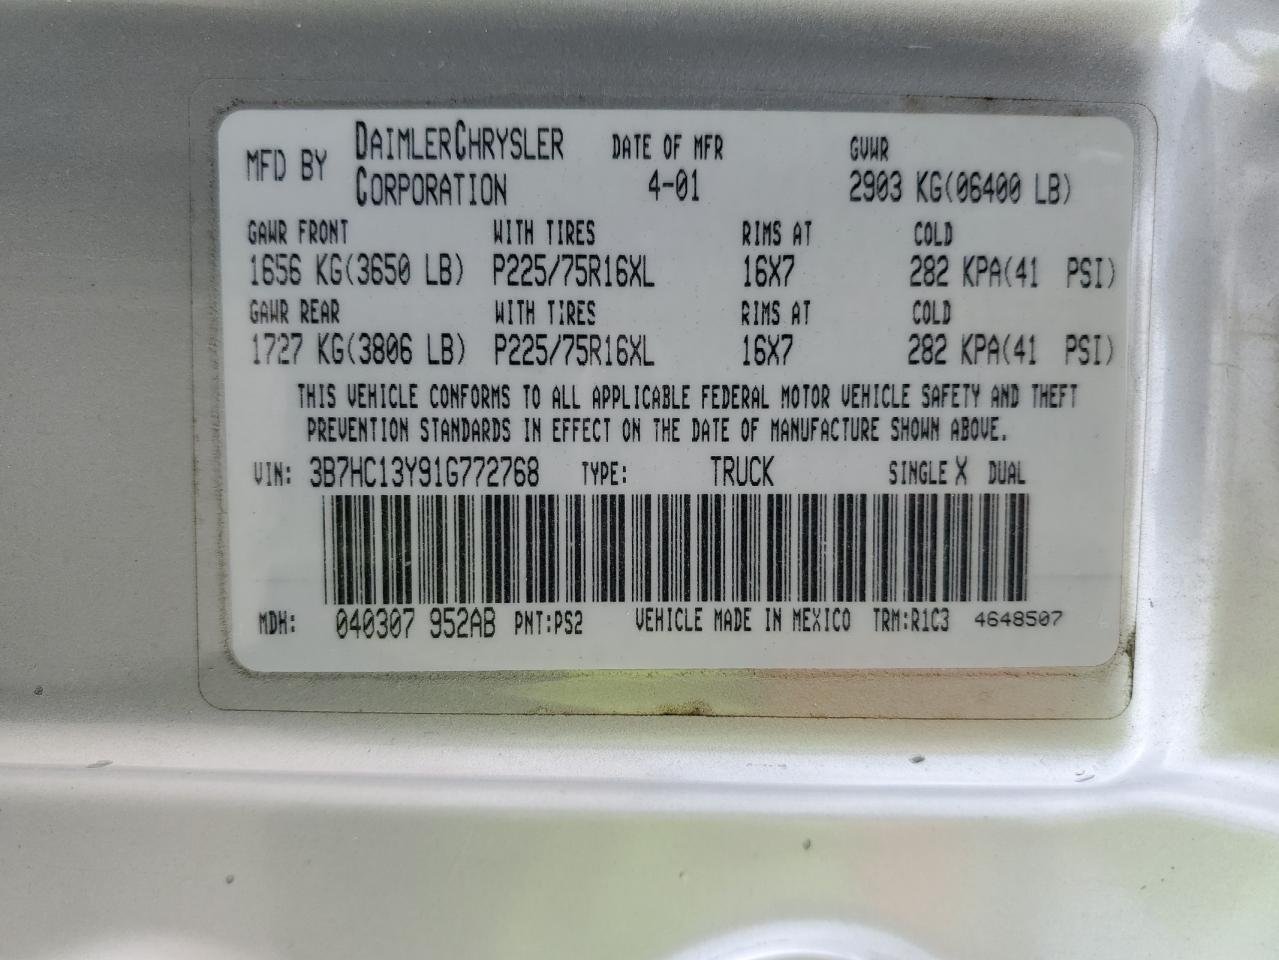 MFD BY DAIMLERCHRYSLER CORPORATION DATE OF MFR 4-01 GVWR 2903 KG(06400 LB)
GAWR FRONT WITH TIRES RIMS AT COLD
1656 KG(3650 LB) P225/75R16XL 16X7 282 KPA(41 PSI)
GAWR REAR WITH TIRES RIMS AT COLD
1727 KG(3806 LB) P225/75R16XL 16X7 282 KPA(41 PSI)
THIS VEHICLE CONFORMS TO ALL APPLICABLE FEDERAL MOTOR VEHICLE SAFETY AND THEFT
PREVENTION STANDARDS IN EFFECT ON THE DATE OF MANUFACTURE SHOWN ABOVE.
VIN: 3B7HC13Y91G772768 TYPE: TRUCK SINGLE X DUAL
MDH: 040307 952AB PNT:PS2 VEHICLE MADE IN MEXICO TRM:R1C3 4648507